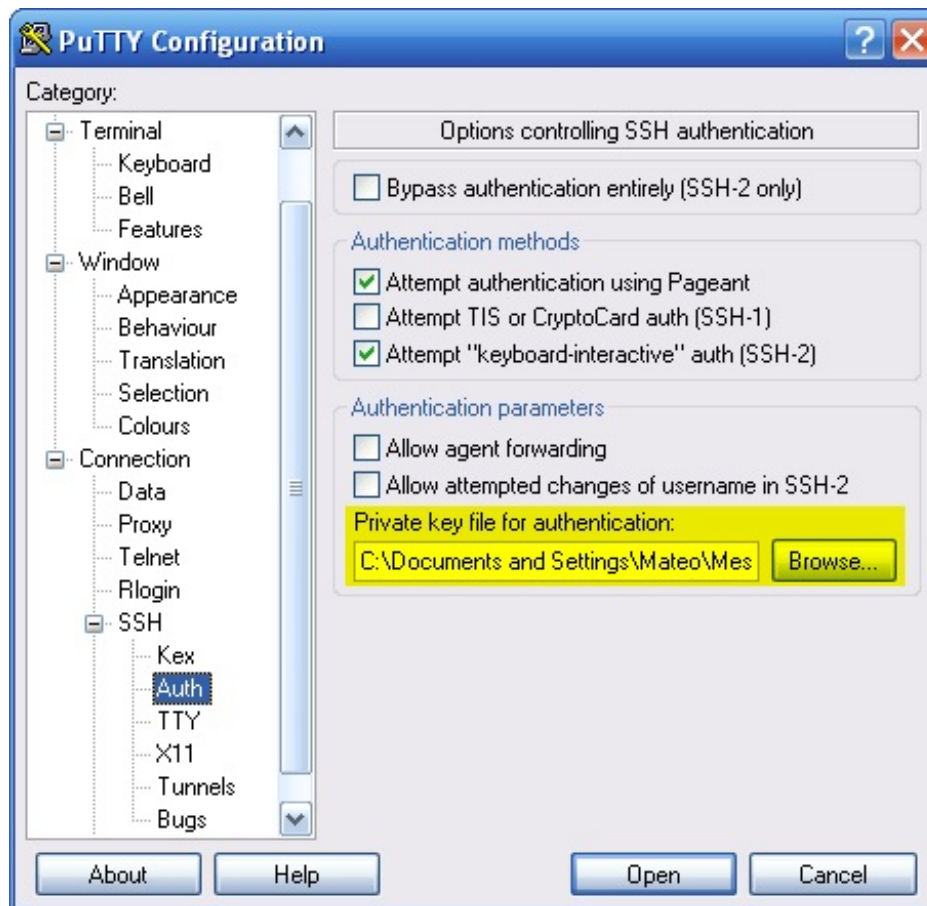 PuTTY Configuration
Category:
Terminal
Keyboard
Bell
Features
Window
Appearance
Behaviour
Translation
Selection
Colours
Connection
Data
Proxy
Telnet
Rlogin
SSH
Kex
Auth
TTY
X11
Tunnels
Bugs
Options controlling SSH authentication
Bypass authentication entirely (SSH-2 only)
Authentication methods
Attempt authentication using Pageant
Attempt TIS or CryptoCard auth (SSH-1)
Attempt "keyboard-interactive" auth (SSH-2)
Authentication parameters
Allow agent forwarding
Allow attempted changes of username in SSH-2
Private key file for authentication:
C:\Documents and Settings\Mateo\Mes
Browse...
About
Help
Open
Cancel